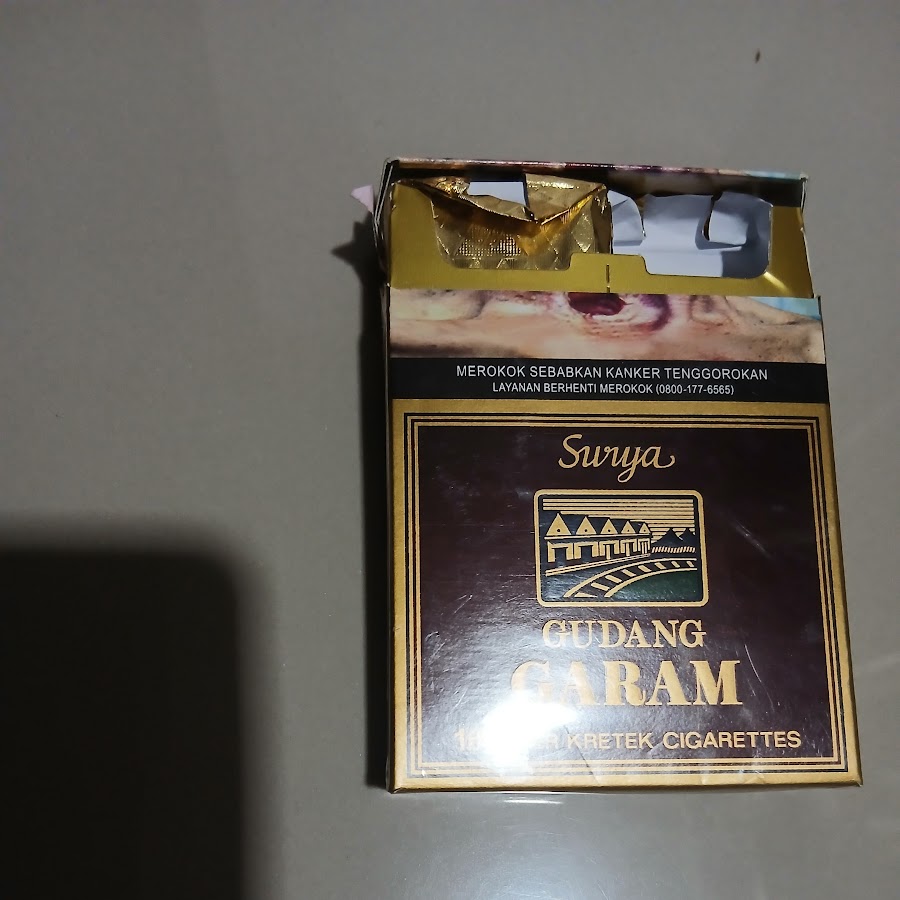 MEROKOK SEBABKAN KANKER TENGGOROKAN
LAYANAN BERHENTI MEROKOK (0800-177-6565)
Surya
GUDANG
GARAM
KRETEK CIGARETTES